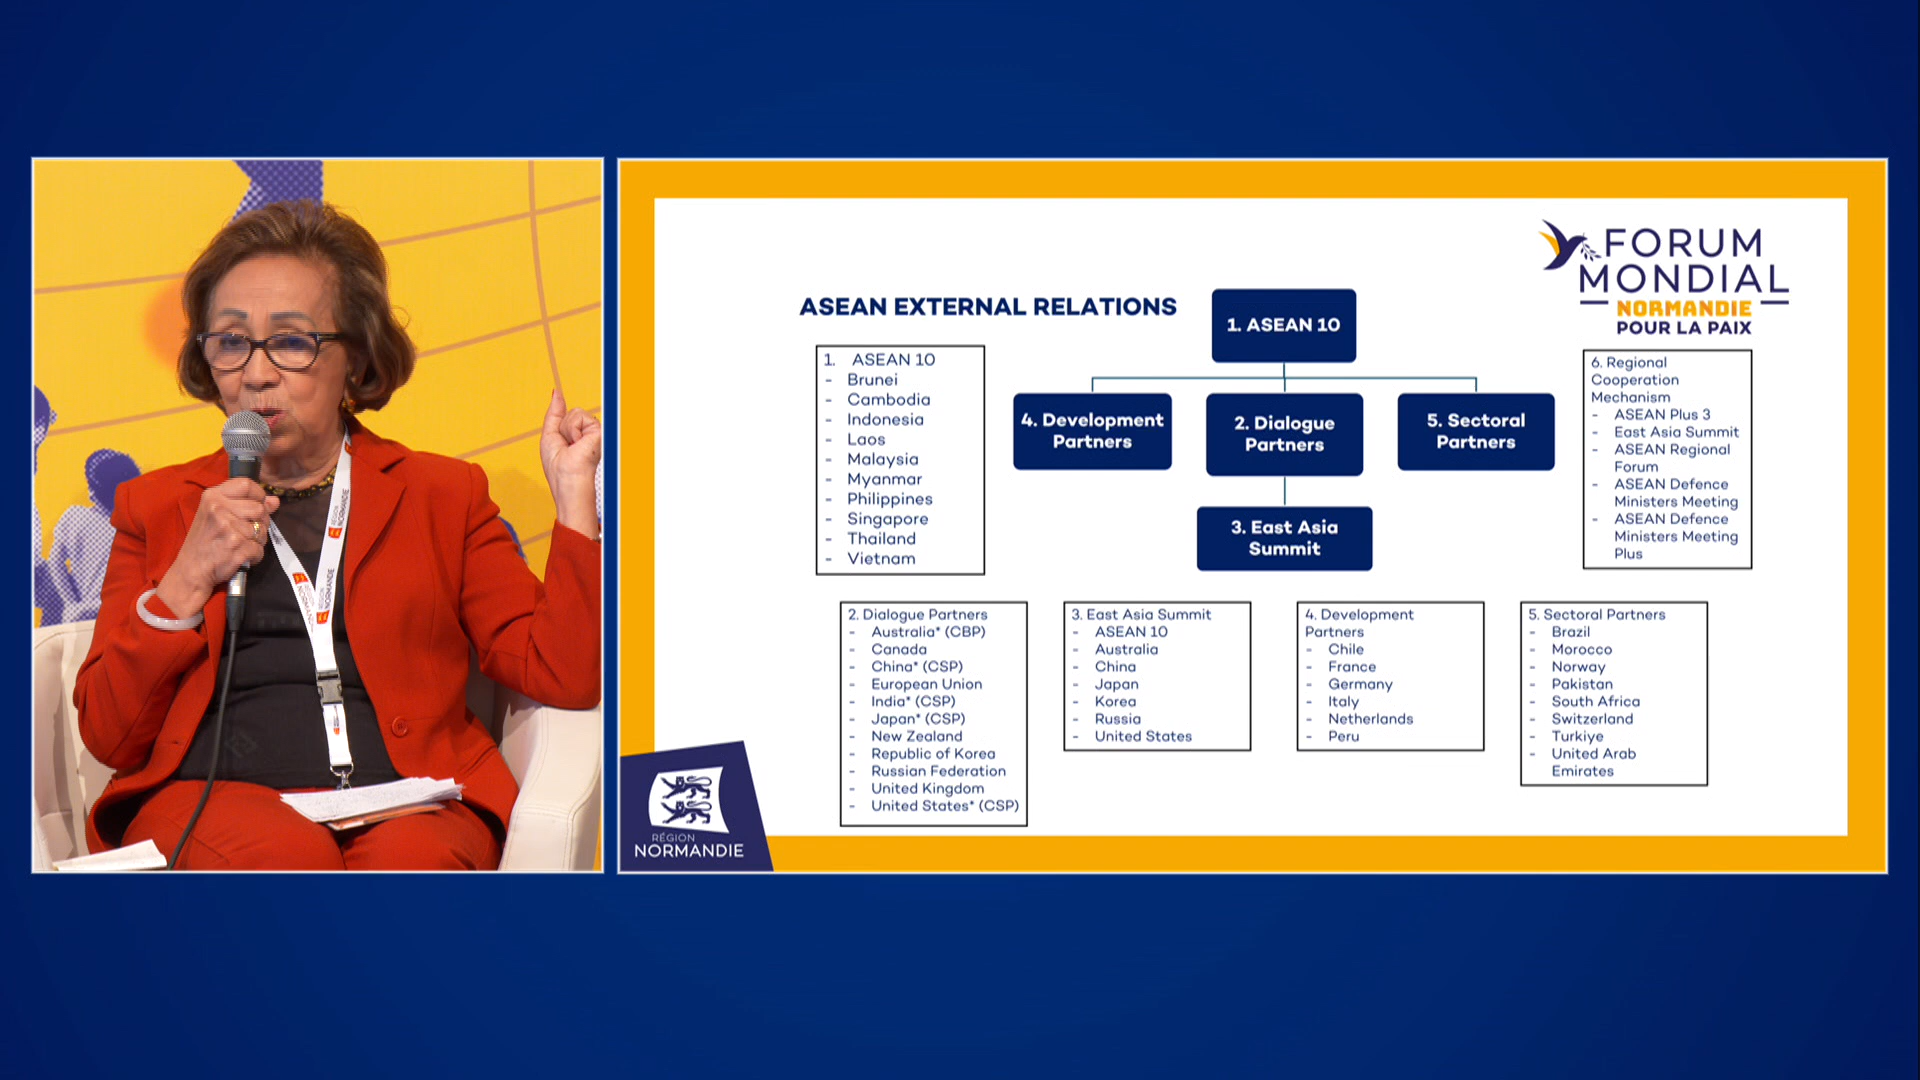 FORUM
MONDIAL
NORMANDIE
POUR LA PAIX
ASEAN EXTERNAL RELATIONS
1. ASEAN 10
4. Development
Partners
2. Dialogue
Partners
5. Sectoral
Partners
3. East Asia
Summit
1. ASEAN 10
- Brunei
- Cambodia
- Indonesia
- Laos
- Malaysia
- Myanmar
- Philippines
- Singapore
- Thailand
- Vietnam
6. Regional
Cooperation
Mechanism
- ASEAN Plus 3
- East Asia Summit
- ASEAN Regional
Forum
- ASEAN Defence
Ministers Meeting
- ASEAN Defence
Ministers Meeting
Plus
2. Dialogue Partners
- Australia* (CBP)
- Canada
- China* (CSP)
- European Union
- India* (CSP)
- Japan* (CSP)
- New Zealand
- Republic of Korea
- Russian Federation
- United Kingdom
- United States* (CSP)
3. East Asia Summit
- ASEAN 10
- Australia
- China
- Japan
- Korea
- Russia
- United States
4. Development
Partners
- Chile
- France
- Germany
- Italy
- Netherlands
- Peru
5. Sectoral Partners
- Brazil
- Morocco
- Norway
- Pakistan
- South Africa
- Switzerland
- Turkiye
- United Arab
Emirates
RÉGION
NORMANDIE
RÉGION
NORMANDIE
RÉGION
NORMANDIE